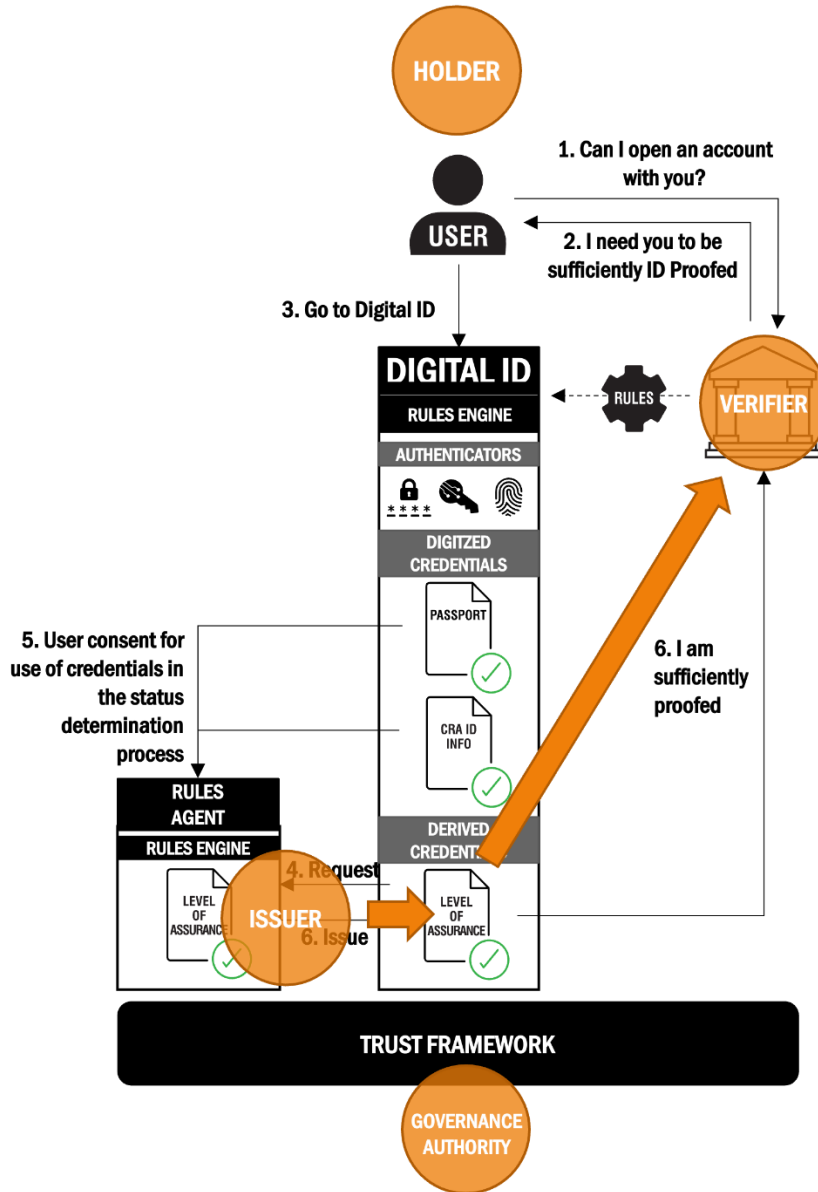 HOLDER
1. Can I open an account
with you?
USER
2. I need you to be
sufficiently ID Proofed
3. Go to Digital ID
DIGITAL ID
RULES ENGINE
RULES
VERIFIER
AUTHENTICATORS
* * * *
DIGITZED
CREDENTIALS
PASSPORT
5. User consent for
use of credentials in
the status
determination
process
6. I am
sufficiently
proofed
CRA ID
INFO
RULES
AGENT
RULES ENGINE
DERIVED
4. Request
LEVEL
OF
ASSURANCE
ISSUER
6. Issue
LEVEL
OF
ASSURANCE
TRUST FRAMEWORK
GOVERNANCE
AUTHORITY